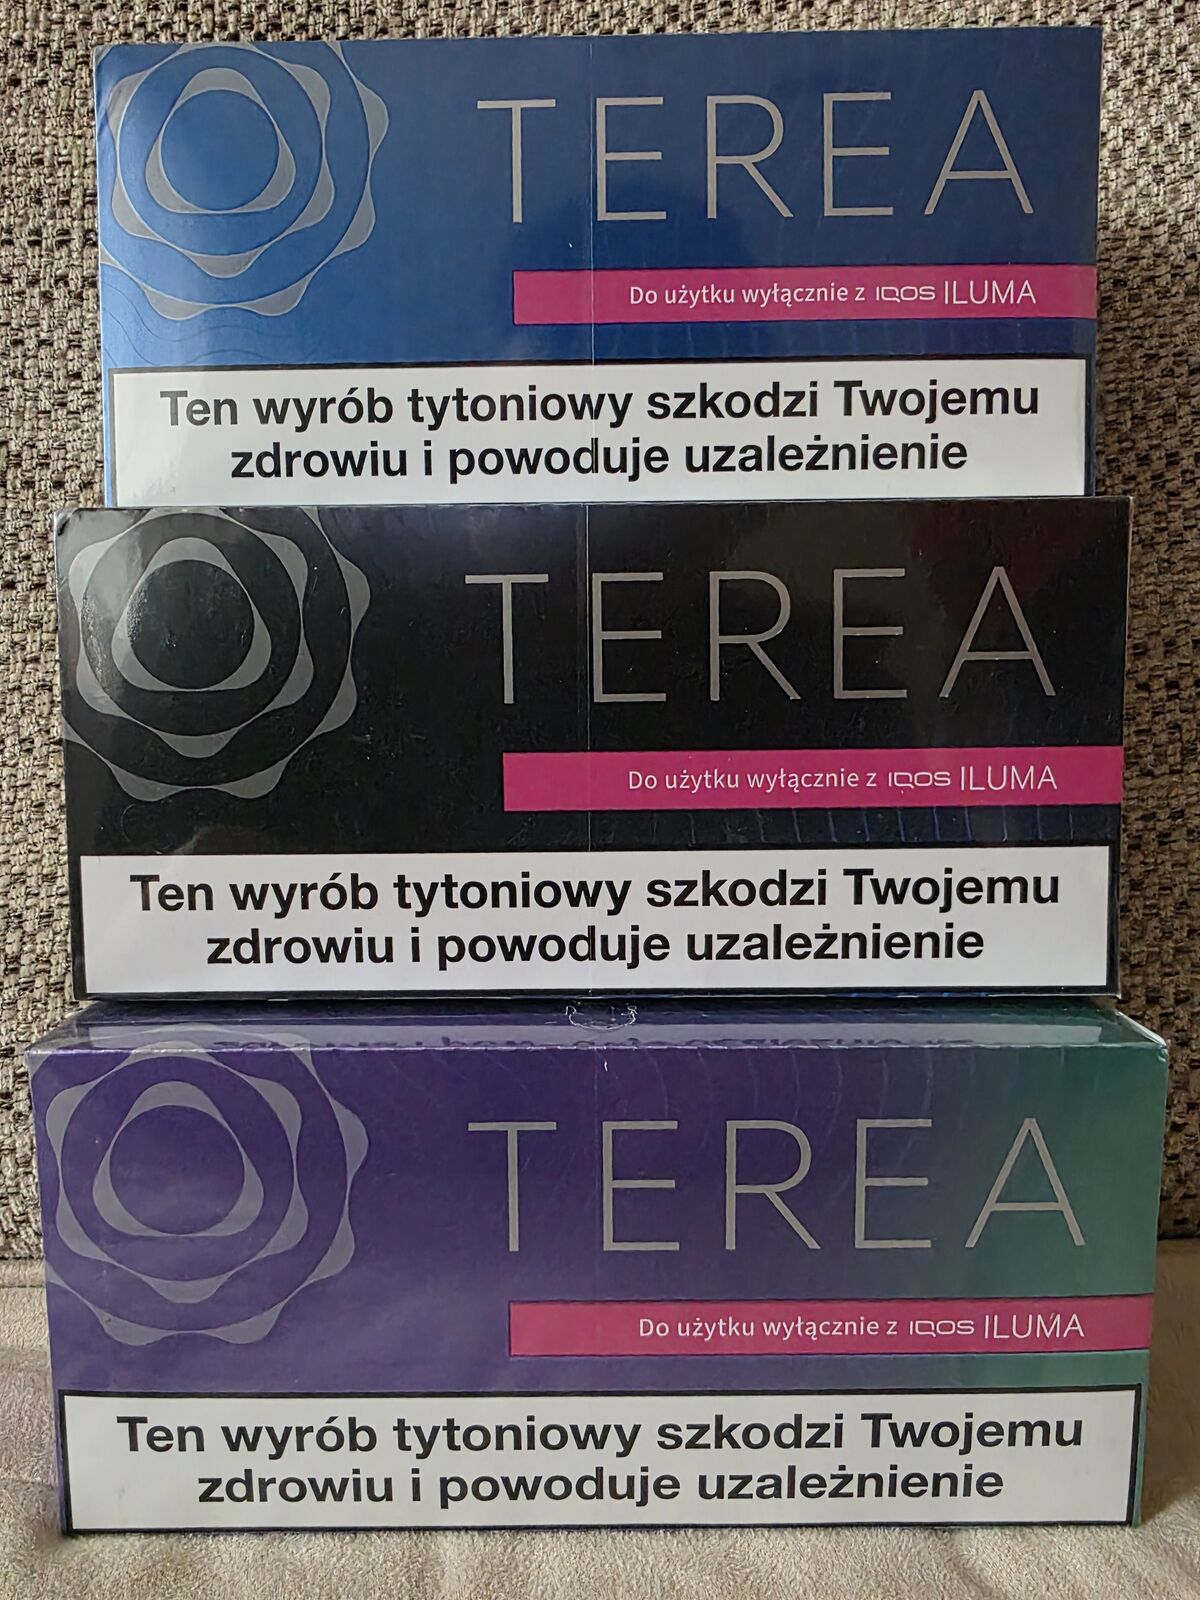 TEREA
Do użytku wyłącznie z IQOS ILUMA
Ten wyrób tytoniowy szkodzi Twojemu
zdrowiu i powoduje uzależnienie
TEREA
Do użytku wyłącznie z IQOS ILUMA
Ten wyrób tytoniowy szkodzi Twojemu
zdrowiu i powoduje uzależnienie
TEREA
Do użytku wyłącznie z IQOS ILUMA
Ten wyrób tytoniowy szkodzi Twojemu
zdrowiu i powoduje uzależnienie